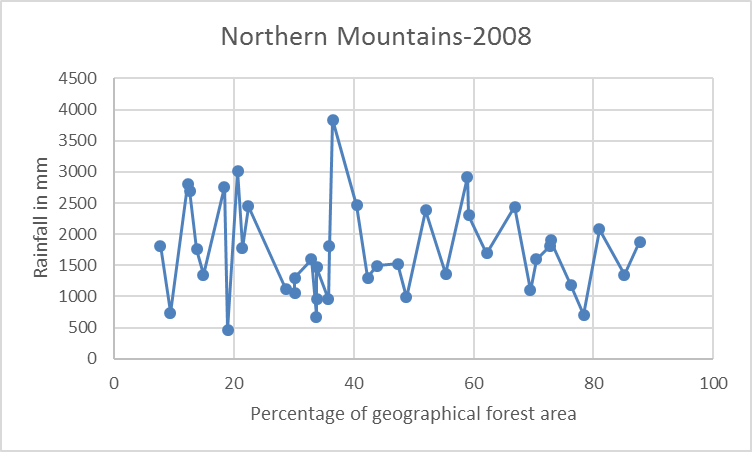 Northern Mountains-2008
4500
4000
3500
3000
2500
2000
1500
1000
500
0
Rainfall in mm
0 20 40 60 80 100
Percentage of geographical forest area